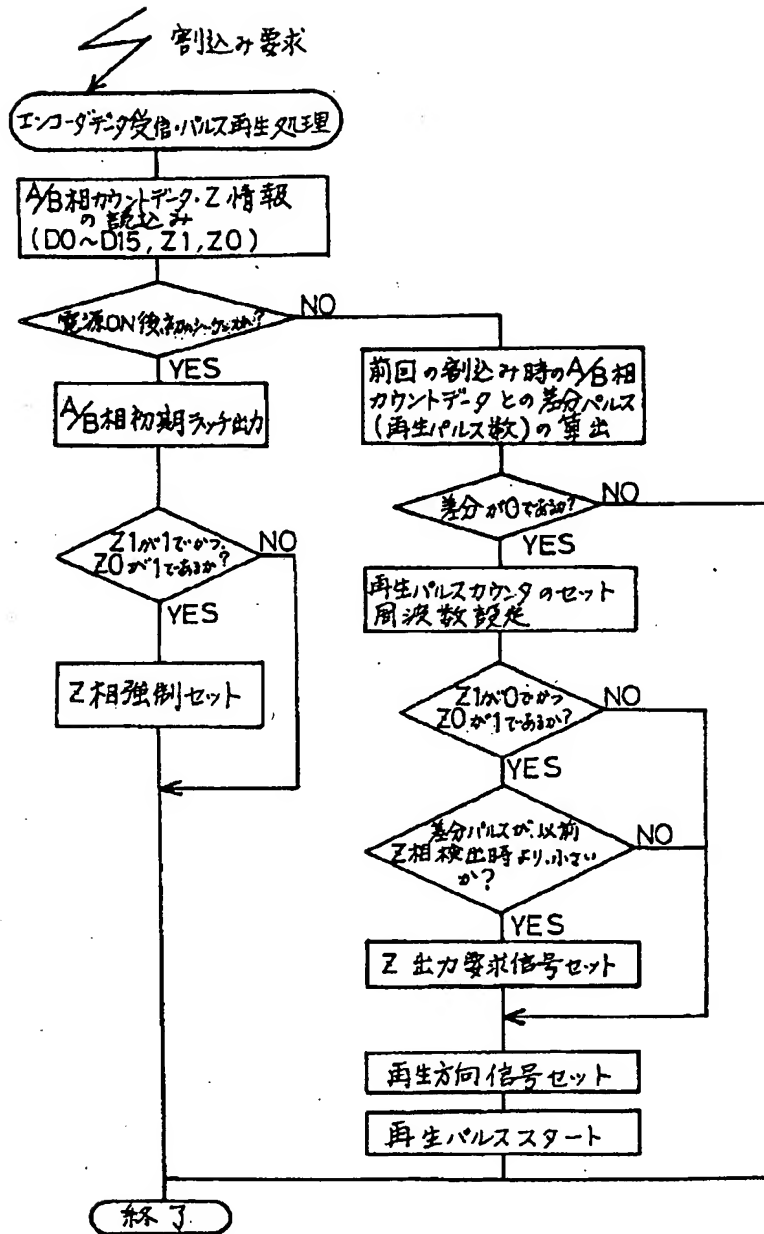 割込み要求
エンコーダデータ受信・パルス再生処理
A/B相カウントデータ・Z情報
の読込み
(D0~D15, Z1, Z0)
電源ON後、初のシーケンスか?
NO
YES
A/B相初期ラッチ出力
Z1が1でかつ、
Z0が1であるか?
NO
YES
Z相強制セット
前回の割込み時のA/B相
カウントデータとの差分パルス
(再生パルス数)の算出
差分が0であるか?
NO
YES
再生パルスカウンタのセット
周波数設定
Z1が0でかつ
Z0が1であるか?
NO
YES
差分パルスが、以前
Z相検出時より、小さい
か?
NO
YES
Z出力要求信号セット
再生方向信号セット
再生パルススタート
終了